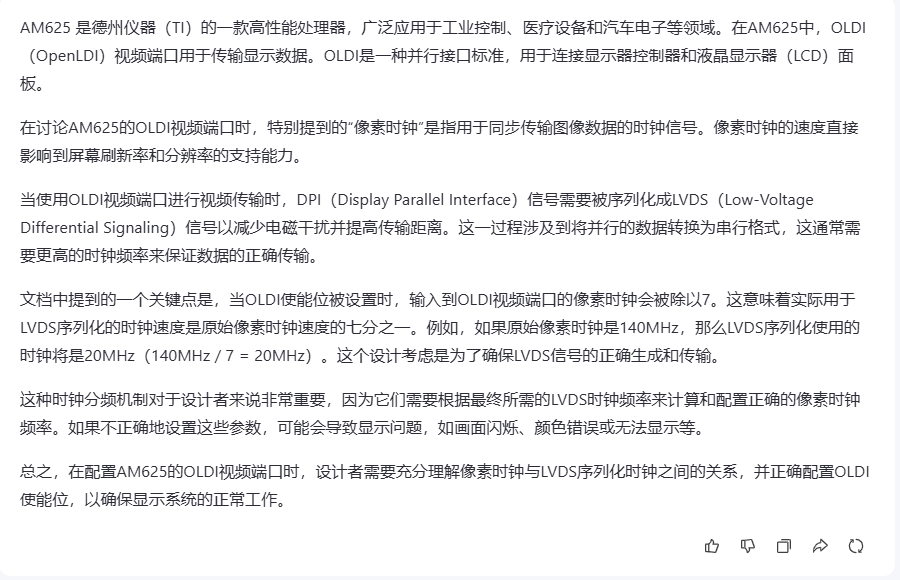 AM625 是德州仪器（TI）的一款高性能处理器，广泛应用于工业控制、医疗设备和汽车电子等领域。在AM625中，OLDI
（OpenLDI）视频端口用于传输显示数据。OLDI是一种并行接口标准，用于连接显示器控制器和液晶显示器（LCD）面
板。
在讨论AM625的OLDI视频端口时，特别提到的“像素时钟”是指用于同步传输图像数据的时钟信号。像素时钟的速度直接
影响到屏幕刷新率和分辨率的支持能力。
当使用OLDI视频端口进行视频传输时，DPI（Display Parallel Interface）信号需要被序列化成LVDS（Low-Voltage
Differential Signaling）信号以减少电磁干扰并提高传输距离。这一过程涉及到将并行的数据转换为串行格式，这通常需
要更高的时钟频率来保证数据的正确传输。
文档中提到的一个关键点是，当OLDI使能位被设置时，输入到OLDI视频端口的像素时钟会被除以7。这意味着实际用于
LVDS序列化的时钟速度是原始像素时钟速度的七分之一。例如，如果原始像素时钟是140MHz，那么LVDS序列化使用的
时钟将是20MHz（140MHz / 7 = 20MHz）。这个设计考虑是为了确保LVDS信号的正确生成和传输。
这种时钟分频机制对于设计者来说非常重要，因为它们需要根据最终所需的LVDS时钟频率来计算和配置正确的像素时钟
频率。如果不正确地设置这些参数，可能会导致显示问题，如画面闪烁、颜色错误或无法显示等。
总之，在配置AM625的OLDI视频端口时，设计者需要充分理解像素时钟与LVDS序列化时钟之间的关系，并正确配置OLDI
使能位，以确保显示系统的正常工作。